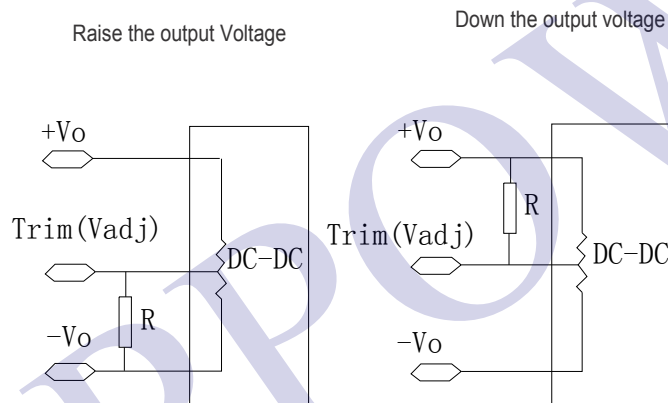 Raise the output Voltage
Down the output voltage
+Vo
Trim(Vadj)
DC-DC
R
-Vo
+Vo
R
Trim(Vadj)
DC-DC
-Vo